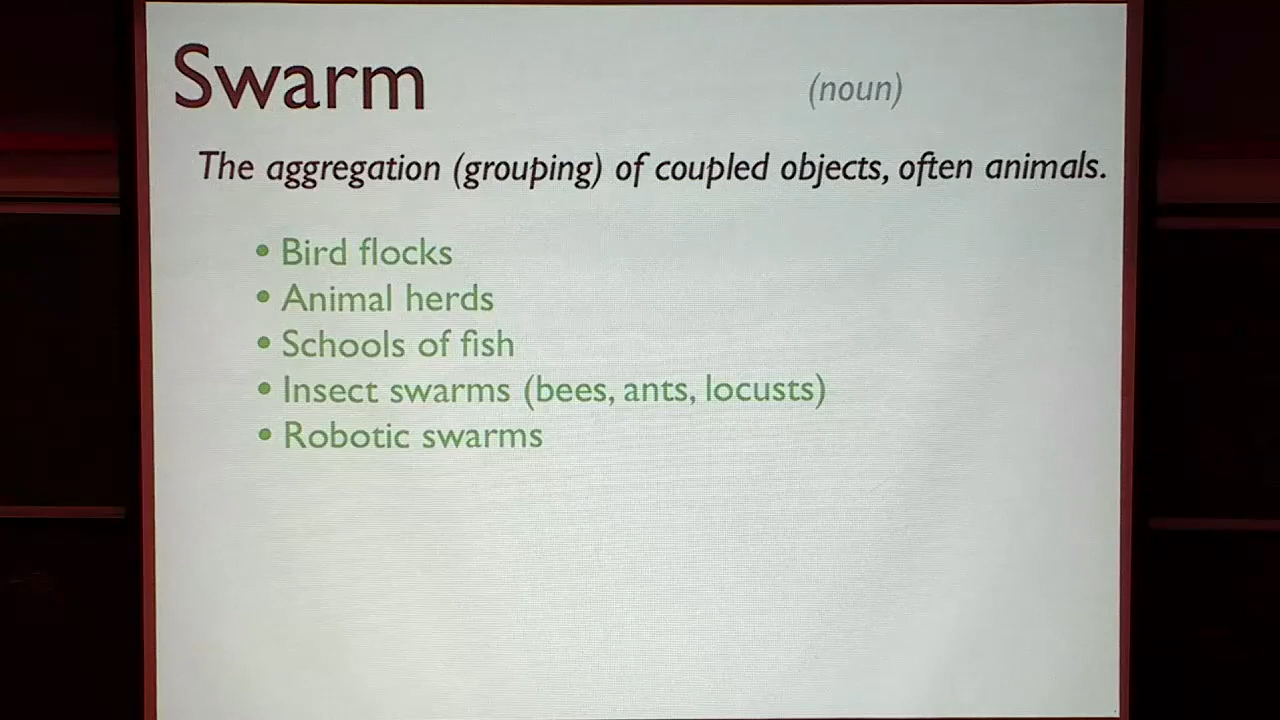 Swarm (noun)
The aggregation (grouping) of coupled objects, often animals.
• Bird flocks
• Animal herds
• Schools of fish
• Insect swarms (bees, ants, locusts)
• Robotic swarms